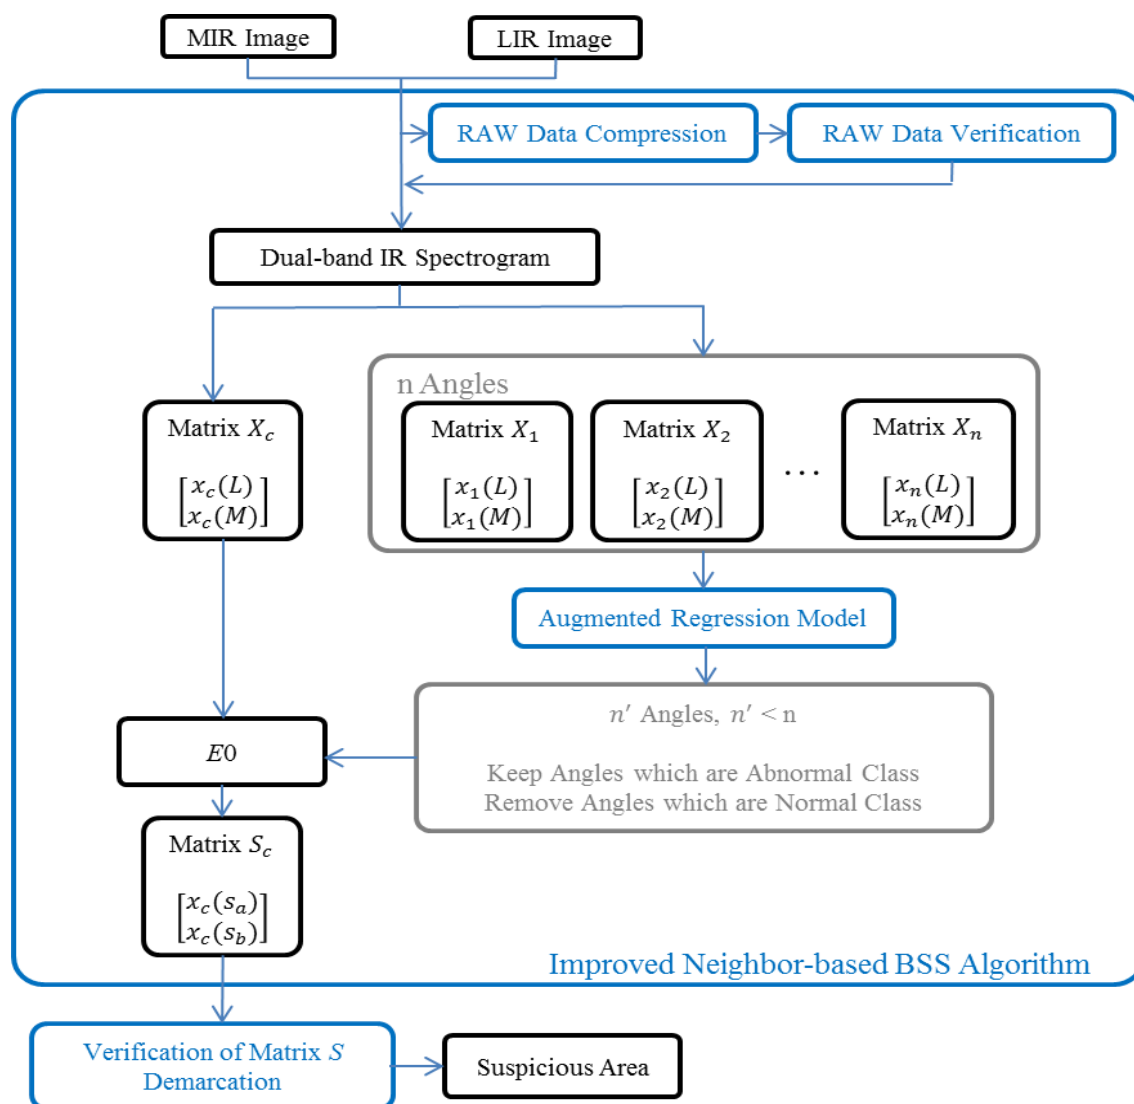 MIR Image
LIR Image
RAW Data Compression
RAW Data Verification
Dual-band IR Spectrogram
n Angles
Matrix X_c
[x_c(L)
x_c(M)]
Matrix X_1
[x_1(L)
x_1(M)]
Matrix X_2
[x_2(L)
x_2(M)]
...
Matrix X_n
[x_n(L)
x_n(M)]
Augmented Regression Model
n′ Angles, n′ < n
Keep Angles which are Abnormal Class
Remove Angles which are Normal Class
E0
Matrix S_c
[x_c(s_a)
x_c(s_b)]
Improved Neighbor-based BSS Algorithm
Verification of Matrix S
Demarcation
Suspicious Area